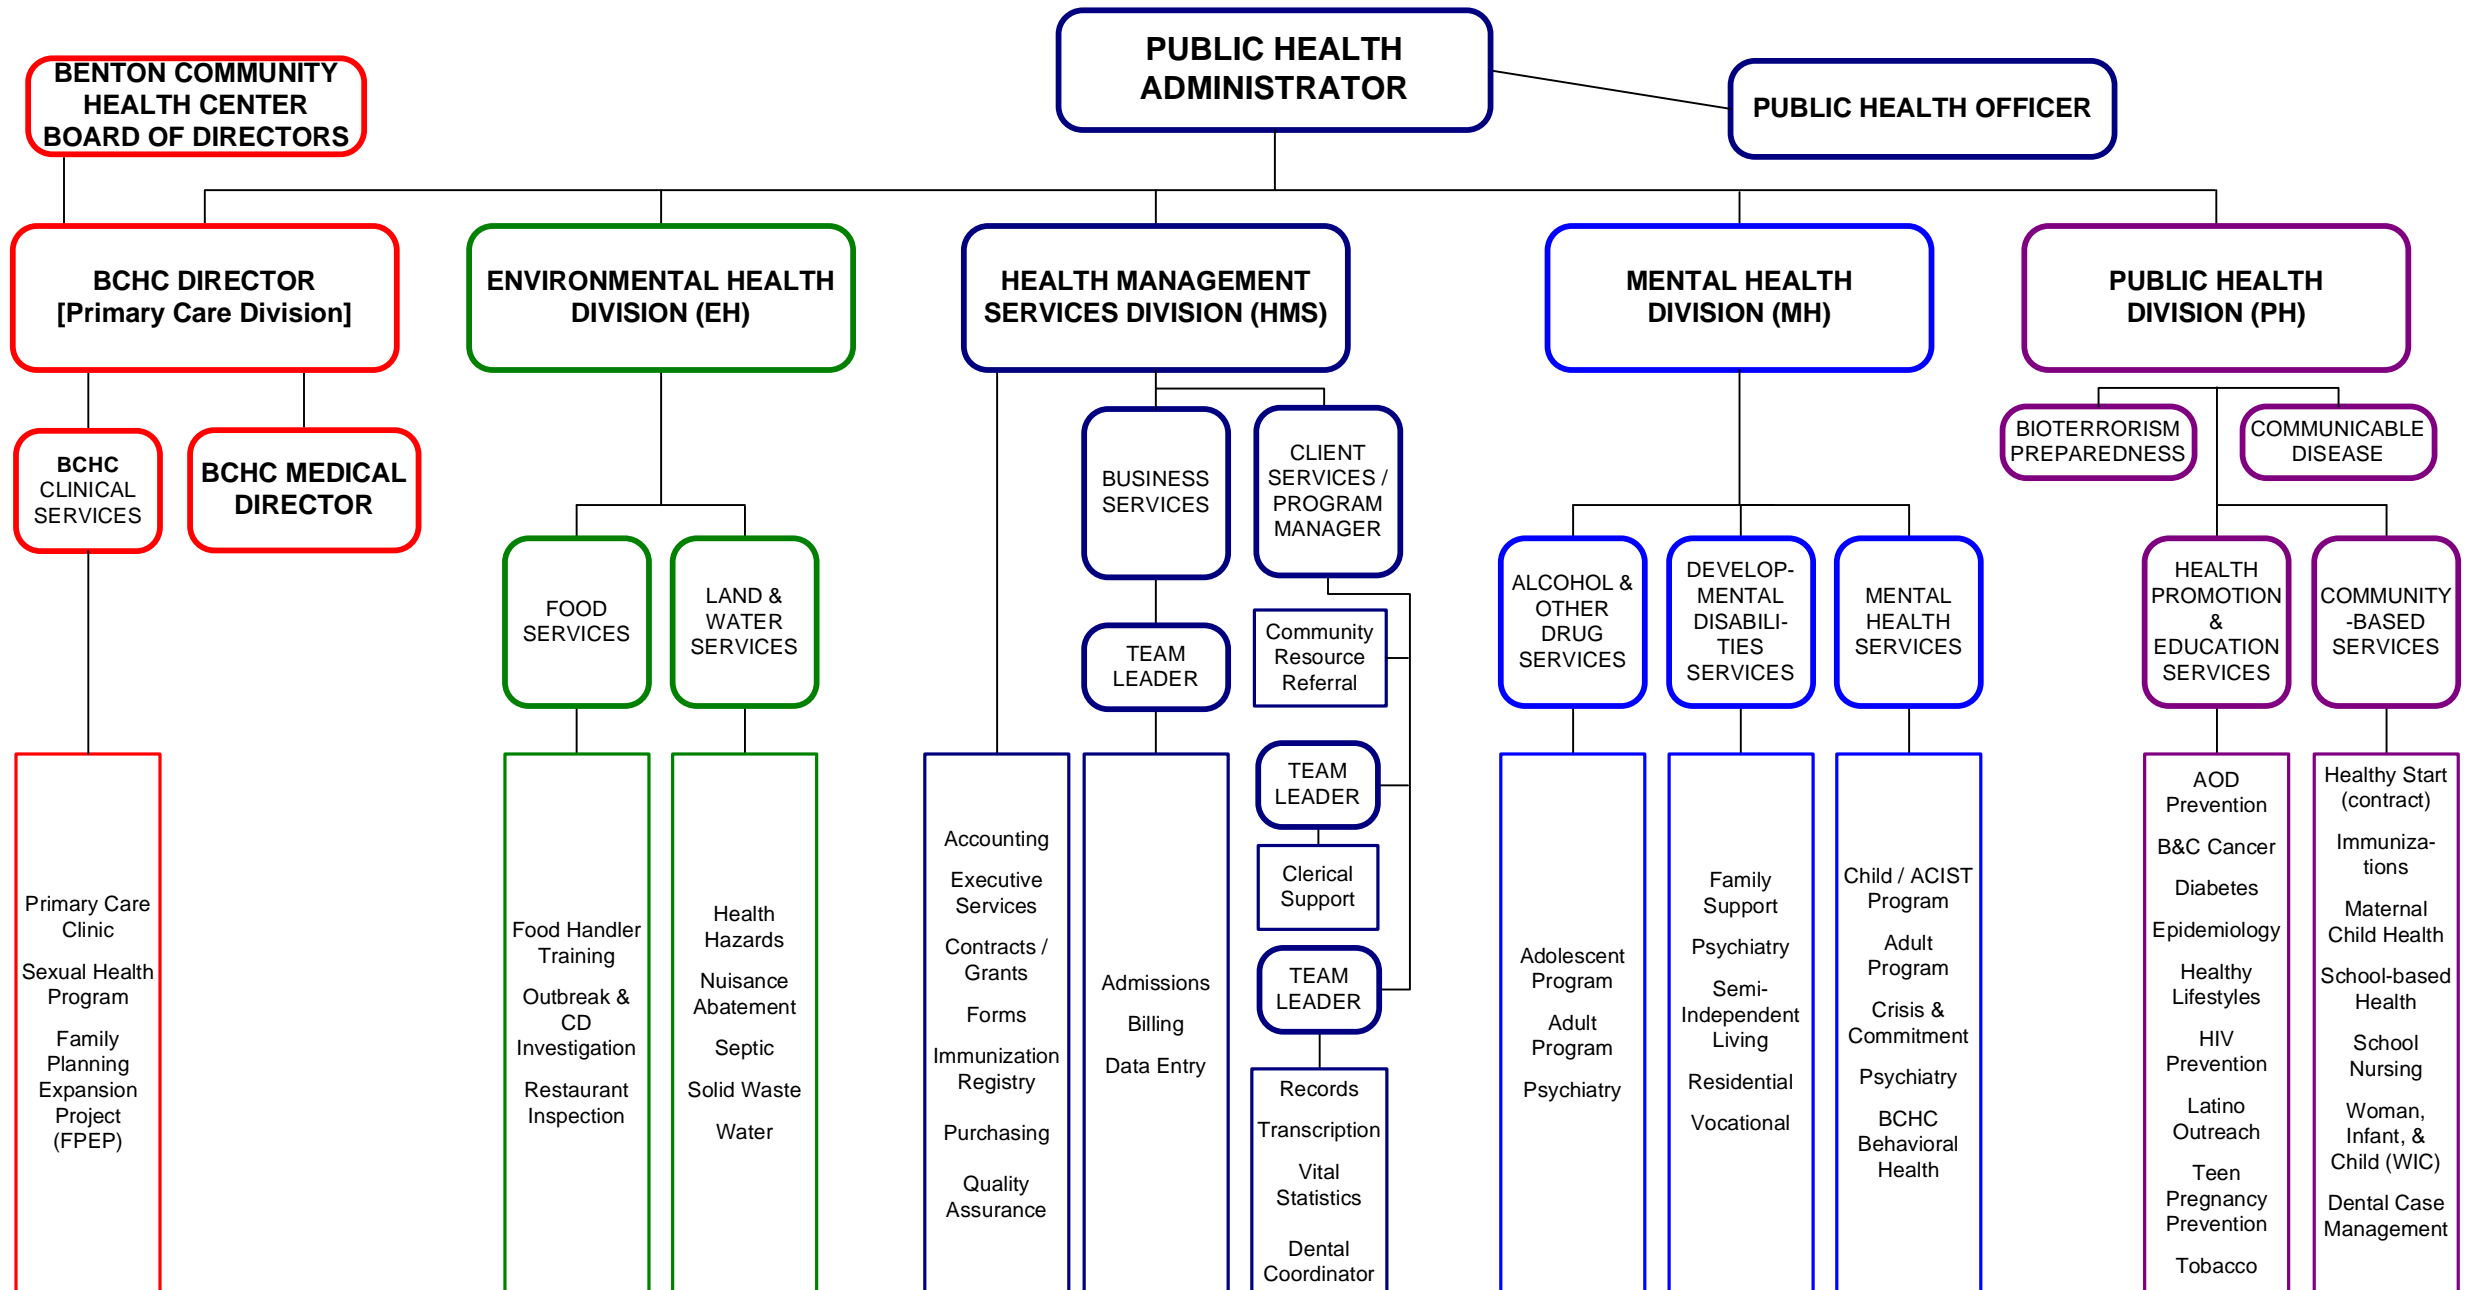 PUBLIC HEALTH
ADMINISTRATOR
BENTON COMMUNITY
HEALTH CENTER
BOARD OF DIRECTORS
PUBLIC HEALTH OFFICER
BCHC DIRECTOR
[Primary Care Division]
ENVIRONMENTAL HEALTH
DIVISION (EH)
HEALTH MANAGEMENT
SERVICES DIVISION (HMS)
MENTAL HEALTH
DIVISION (MH)
PUBLIC HEALTH
DIVISION (PH)
BCHC
CLINICAL
SERVICES
BCHC MEDICAL
DIRECTOR
Primary Care
Clinic
Sexual Health
Program
Family
Planning
Expansion
Project
(FPEP)
FOOD
SERVICES
LAND &
WATER
SERVICES
Food Handler
Training
Outbreak &
CD
Investigation
Restaurant
Inspection
Health
Hazards
Nuisance
Abatement
Septic
Solid Waste
Water
BUSINESS
SERVICES
CLIENT
SERVICES /
PROGRAM
MANAGER
TEAM
LEADER
Community
Resource
Referral
TEAM
LEADER
Clerical
Support
TEAM
LEADER
Accounting
Executive
Services
Contracts /
Grants
Forms
Immunization
Registry
Purchasing
Quality
Assurance
Admissions
Billing
Data Entry
Records
Transcription
Vital
Statistics
Dental
Coordinator
ALCOHOL &
OTHER
DRUG
SERVICES
DEVELOP-
MENTAL
DISABILI-
TIES
SERVICES
MENTAL
HEALTH
SERVICES
Adolescent
Program
Adult
Program
Psychiatry
Family
Support
Psychiatry
Semi-
Independent
Living
Residential
Vocational
Child / ACIST
Program
Adult
Program
Crisis &
Commitment
Psychiatry
BCHC
Behavioral
Health
BIOTERRORISM
PREPAREDNESS
COMMUNICABLE
DISEASE
HEALTH
PROMOTION
&
EDUCATION
SERVICES
COMMUNITY
-BASED
SERVICES
AOD
Prevention
B&C Cancer
Diabetes
Epidemiology
Healthy
Lifestyles
HIV
Prevention
Latino
Outreach
Teen
Pregnancy
Prevention
Tobacco
Healthy Start
(contract)
Immuniza-
tions
Maternal
Child Health
School-based
Health
School
Nursing
Woman,
Infant, &
Child (WIC)
Dental Case
Management